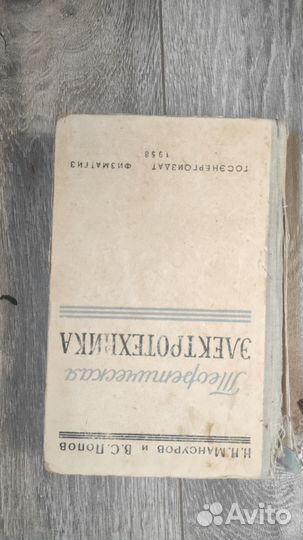 Н.Н. МАНСУРОВ И В.С. ПОПОВ
Теоретическая
ЭЛЕКТРОТЕХНИКА
ГОСЭНЕРГОИЗДАТ ФИЗМАТГИЗ
1958
Avito